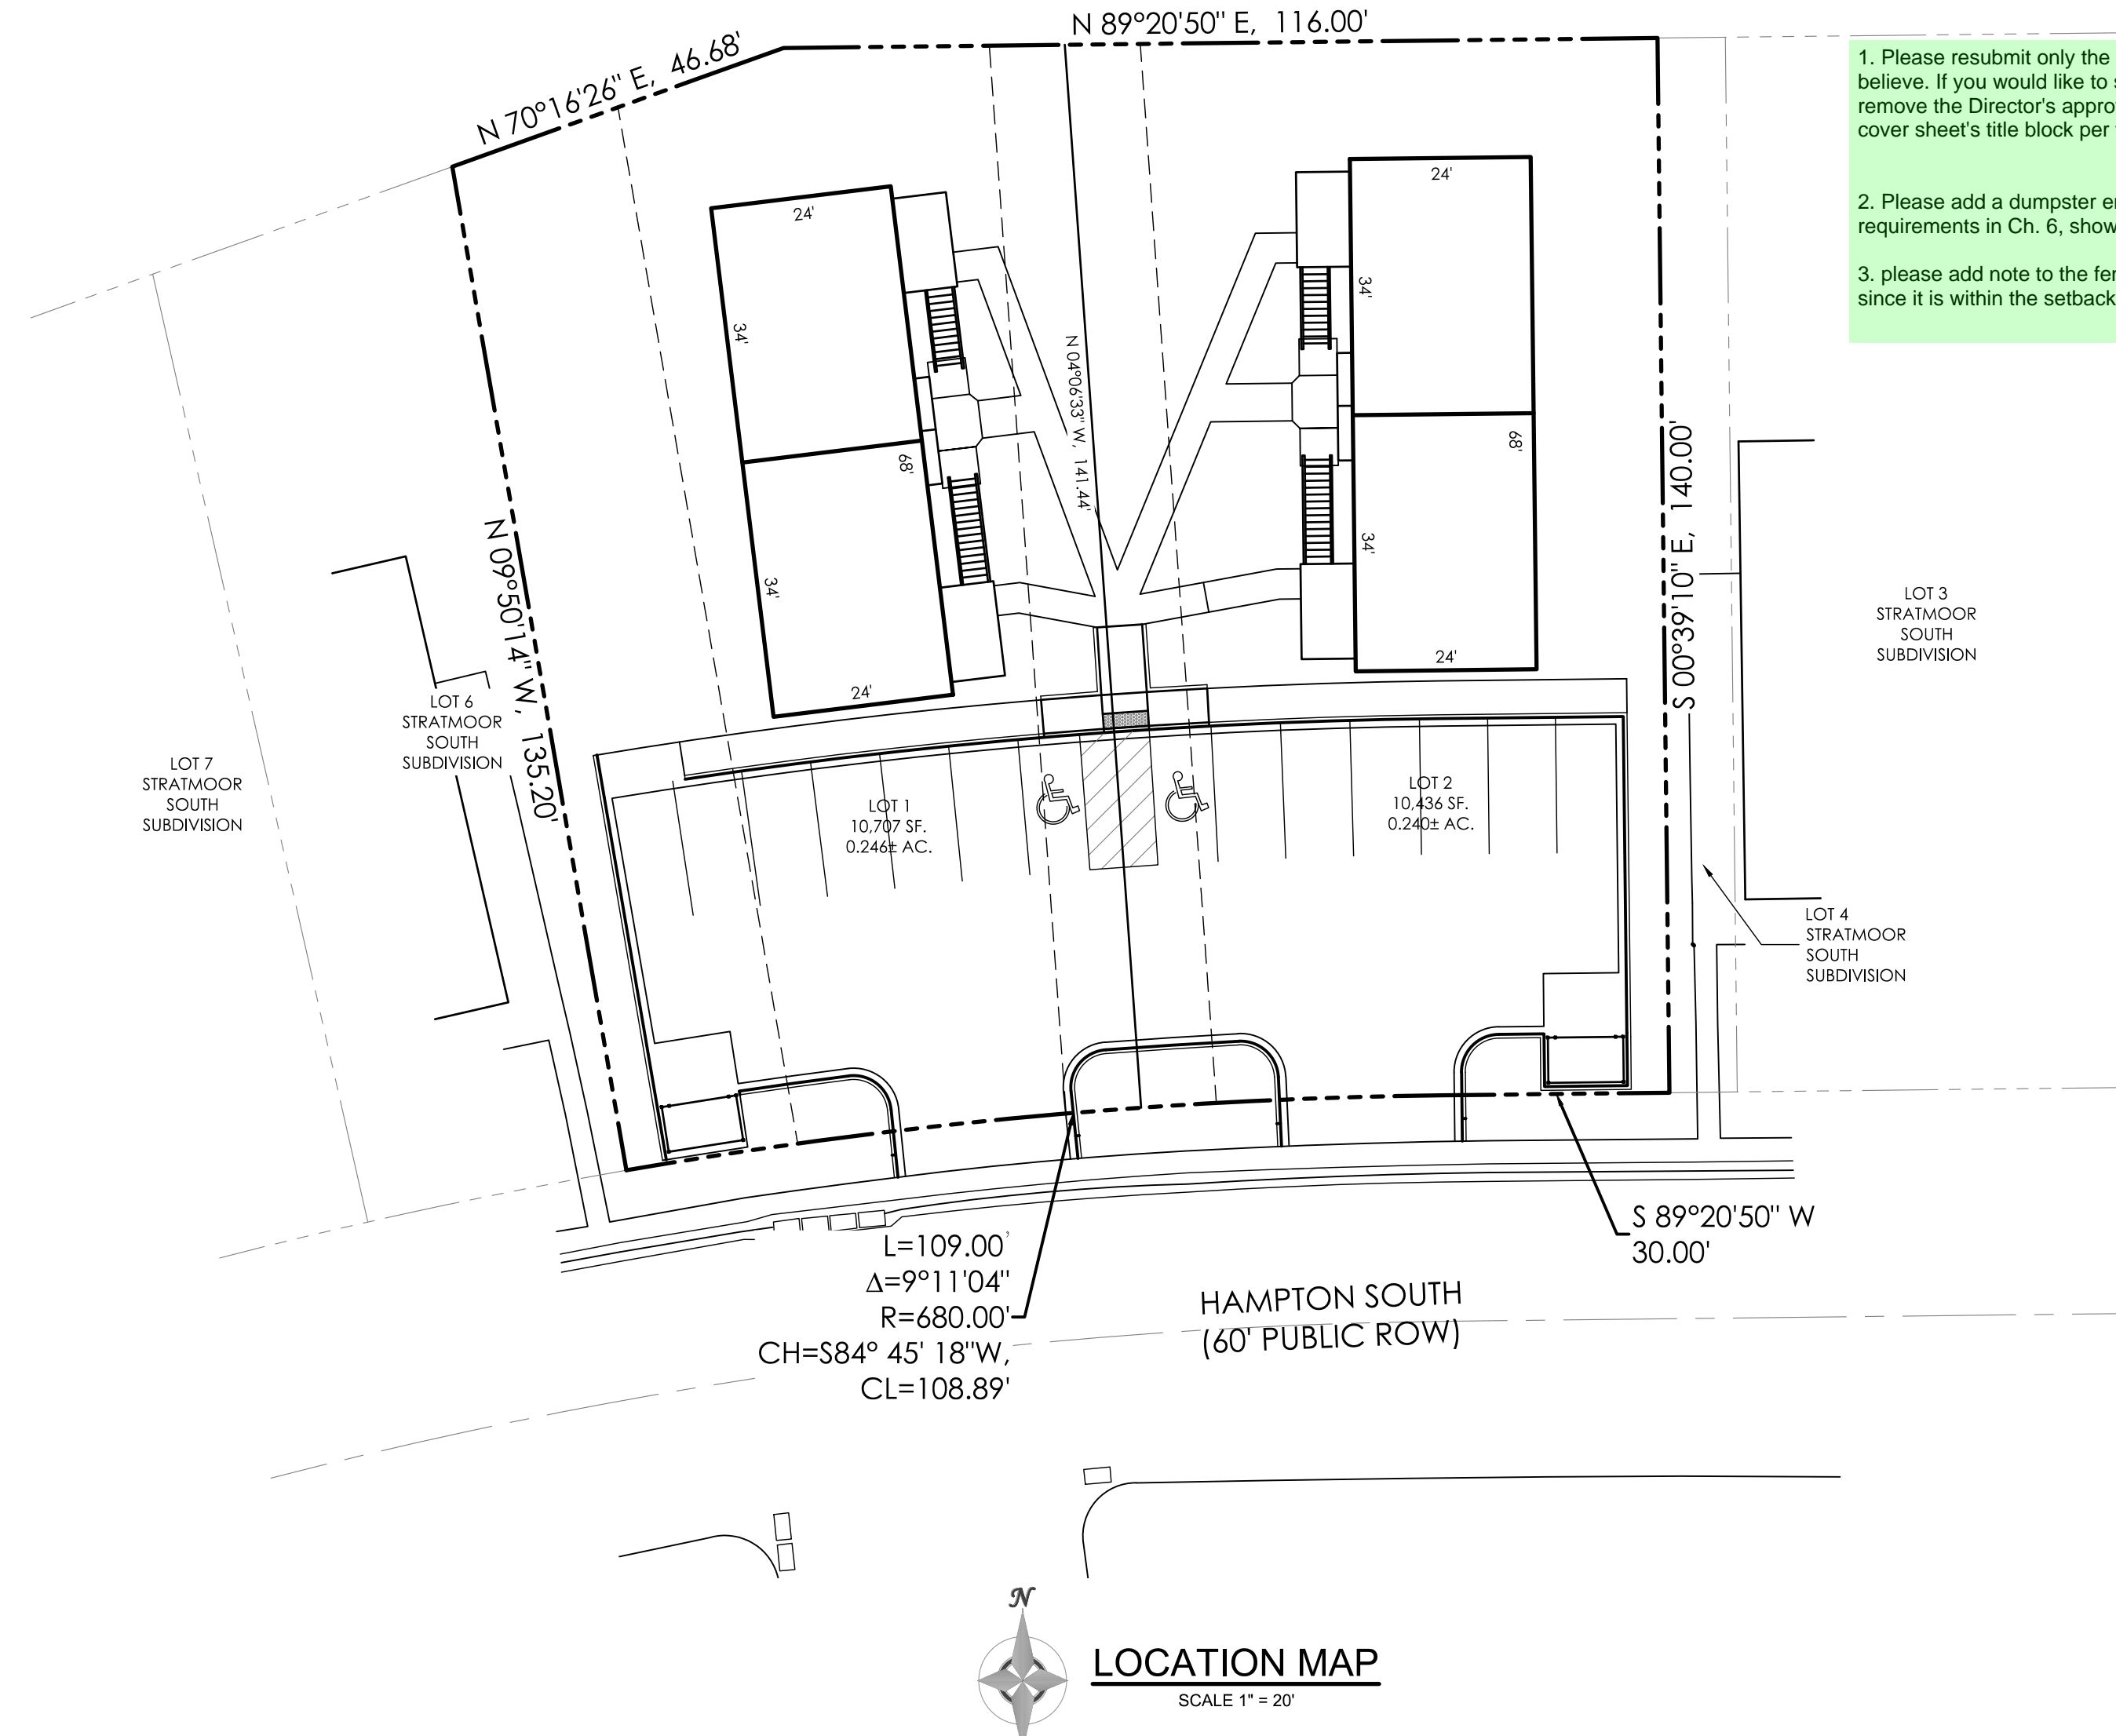 N 89°20'50" E, 116.00'
N 70°16'26" E, 46.68'
1. Please resubmit only the
believe. If you would like to
remove the Director's
cover sheet's title block per
2. Please add a dumpster
requirements in Ch. 6,
3. please add note to the
since it is within the setback
24'
24'
34'
34'
N 04°06'33" W, 141.44'
68'
68'
34'
34'
24'
24'
N 09°50'14" W, 135.20'
S 00°39'10" E, 140.00'
LOT 3
STRATMOOR
SOUTH
SUBDIVISION
LOT 6
STRATMOOR
SOUTH
SUBDIVISION
LOT 7
STRATMOOR
SOUTH
SUBDIVISION
LOT 1
10,707 SF.
0.246± AC.
LOT 2
10,436 SF.
0.240± AC.
LOT 4
STRATMOOR
SOUTH
SUBDIVISION
S 89°20'50" W
30.00'
L=109.00'
Δ=9°11'04"
R=680.00'
CH=S84° 45' 18"W,
CL=108.89'
HAMPTON SOUTH
(60' PUBLIC ROW)
N
LOCATION MAP
SCALE 1" = 20'